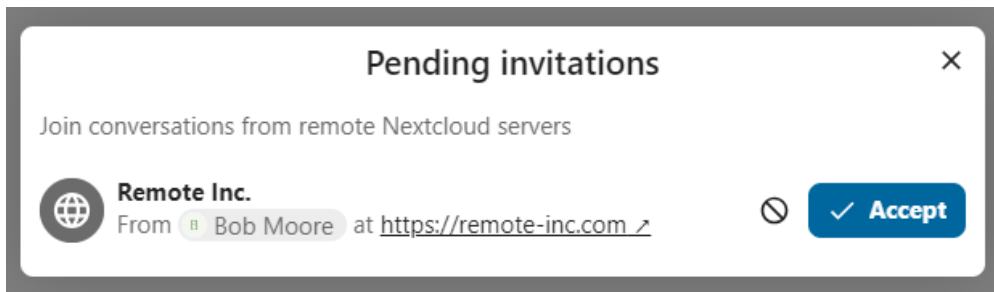 Pending invitations
Join conversations from remote Nextcloud servers
Remote Inc.
From Bob Moore at https://remote-inc.com ↗
Accept